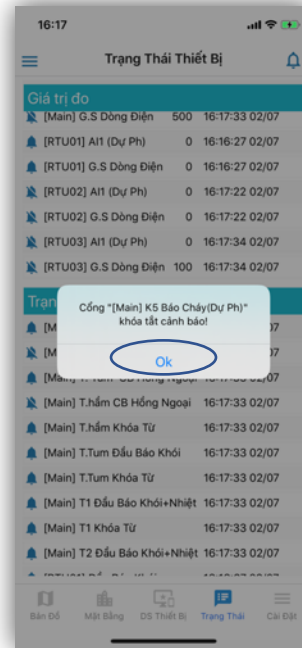 16:17
Trạng Thái Thiết Bị
Giá trị đo
[Main] G.S Dòng Điện 500 16:17:33 02/07
[RTU01] AI1 (Dự Ph) 0 16:16:27 02/07
[RTU01] G.S Dòng Điện 0 16:16:27 02/07
[RTU02] AI1 (Dự Ph) 0 16:17:22 02/07
[RTU02] G.S Dòng Điện 0 16:17:22 02/07
[RTU03] AI1 (Dự Ph) 0 16:17:34 02/07
[RTU03] G.S Dòng Điện 100 16:17:34 02/07
Cổng "[Main] K5 Báo Cháy(Dự Ph)"
khóa tắt cảnh báo!
Ok
[Main] T.hầm CB Hồng Ngoại 16:17:33 02/07
[Main] T.hầm Khóa Từ 16:17:33 02/07
[Main] T.Tum Đầu Báo Khói 16:17:33 02/07
[Main] T.Tum Khóa Từ 16:17:33 02/07
[Main] T1 Đầu Báo Khói+Nhiệt 16:17:33 02/07
[Main] T1 Khóa Từ 16:17:33 02/07
[Main] T2 Đầu Báo Khói+Nhiệt 16:17:33 02/07
Bản Đồ Mặt Bằng DS Thiết Bị Trạng Thái Cài Đặt